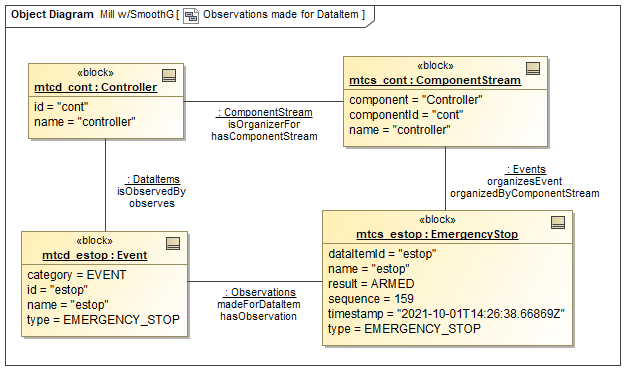 Object Diagram Mill w/SmoothG [ Observations made for DataItem ]
«block»
mtcd_cont : Controller
id = "cont"
name = "controller"
«block»
mtcs_cont : ComponentStream
component = "Controller"
componentId = "cont"
name = "controller"
: ComponentStream
isOrganizerFor
hasComponentStream
: DataItems
isObservedBy
observes
: Events
organizesEvent
organizedByComponentStream
«block»
mtcd_estop : Event
category = EVENT
id = "estop"
name = "estop"
type = EMERGENCY_STOP
: Observations
madeForDataItem
hasObservation
«block»
mtcs_estop : EmergencyStop
dataItemId = "estop"
name = "estop"
result = ARMED
sequence = 159
timestamp = "2021-10-01T14:26:38.66869Z"
type = EMERGENCY_STOP